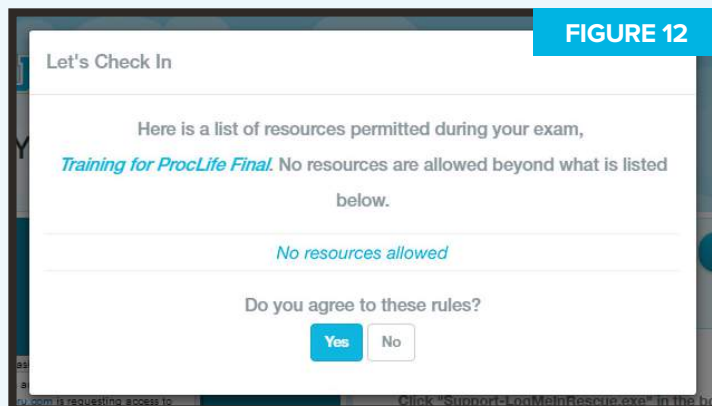 FIGURE 12
Let's Check In
Here is a list of resources permitted during your exam,
Training for ProcLife Final. No resources are allowed beyond what is listed
below.
No resources allowed
Do you agree to these rules?
Yes
No
is requesting access to
Click "Support-LogMeInRescue.exe" in the